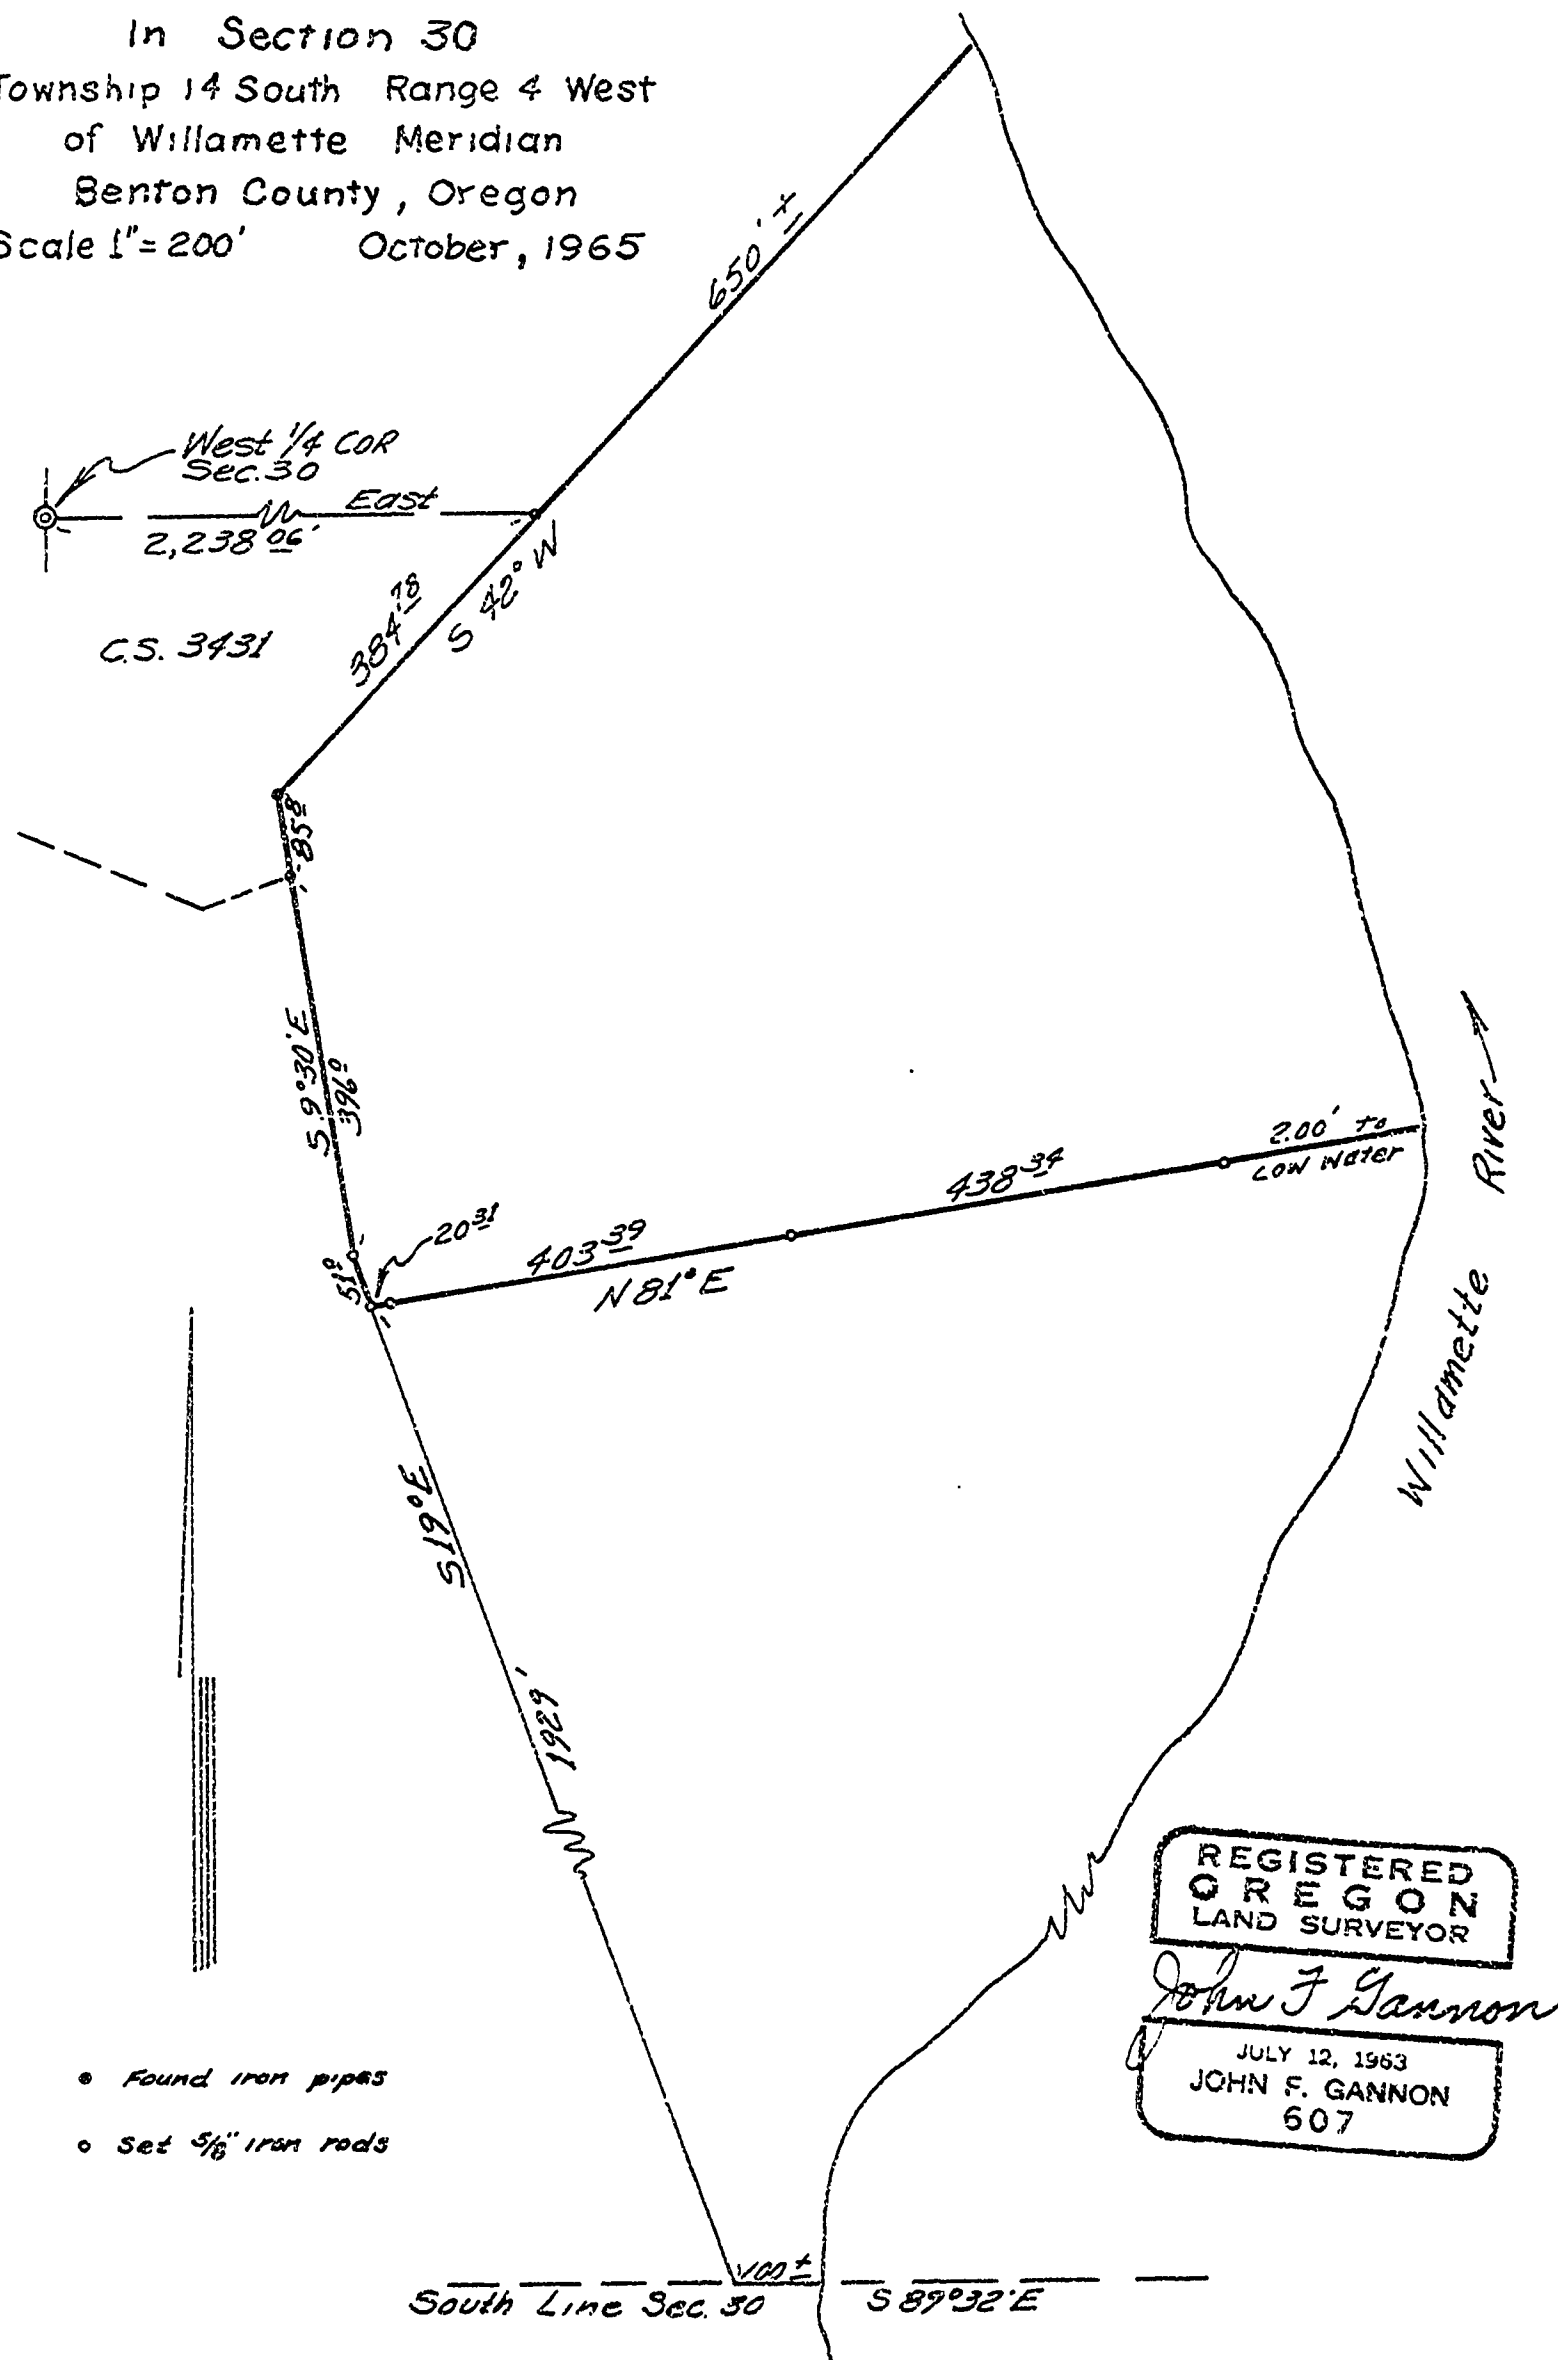 In Section 30
Township 14 South Range 4 West
of Willamette Meridian
Benton County, Oregon
Scale 1"= 200' October, 1965
650' ±
West 1/4 COR
Sec. 30
East
2,238 06'
384.78
S 42° W
C.S. 3431
85 8
S. 9°30' E
396 0
200' to
Low Water
438 34
403 39
N 81° E
20 31
51 0
River
Willamette
S 19° E
1929'
REGISTERED
OREGON
LAND SURVEYOR
John F Gannon
JULY 12, 1963
JOHN F. GANNON
607
Found iron pipes
Set 5/8" iron rods
100 ±
South Line Sec. 30 S 89°32' E